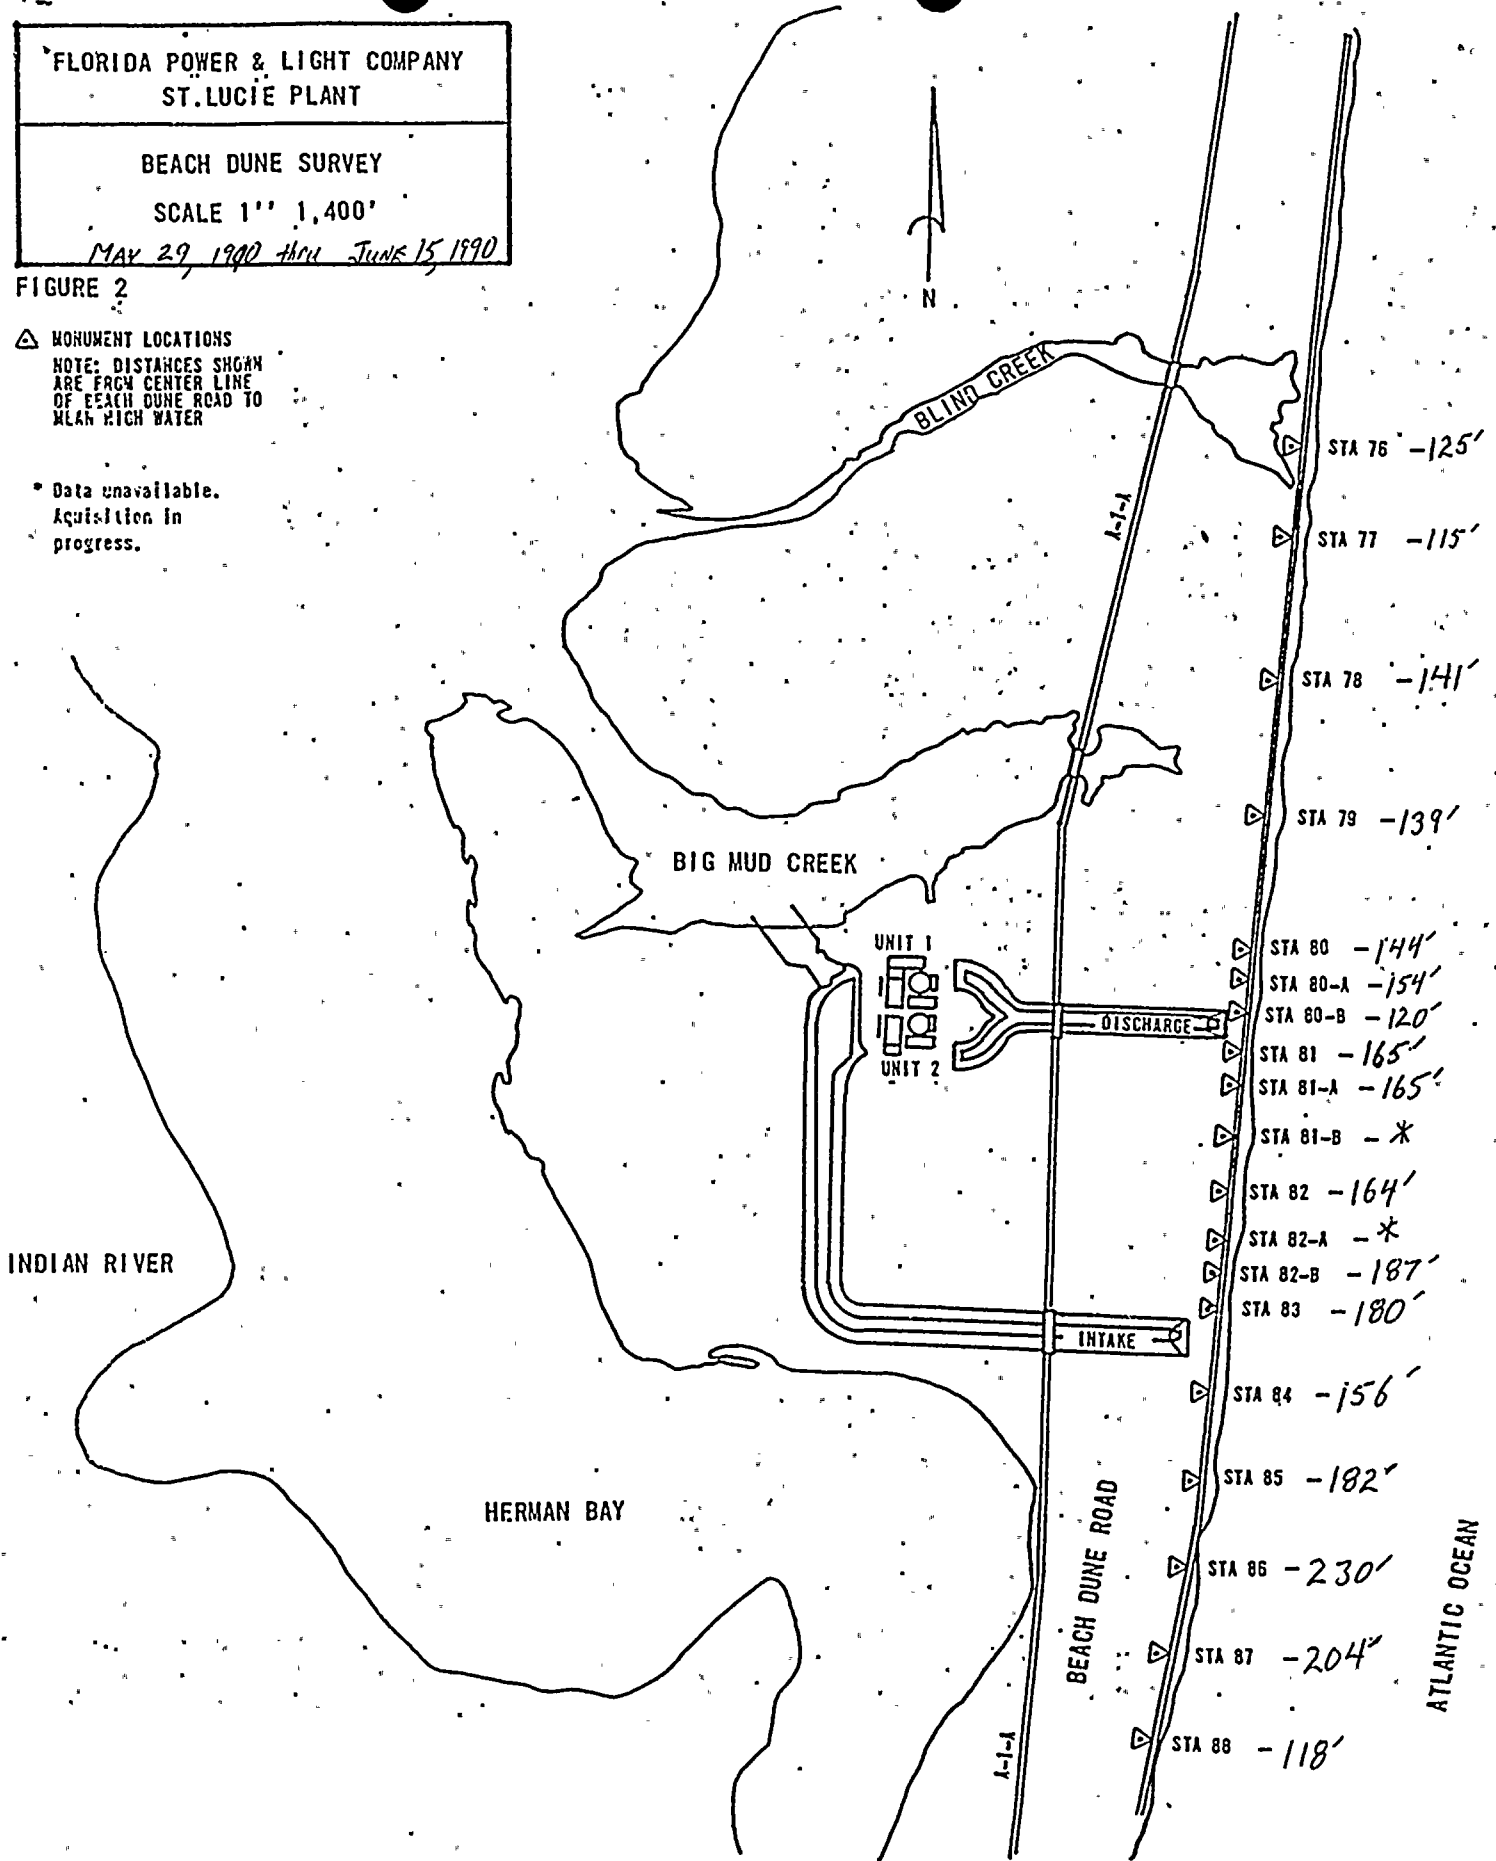 FLORIDA POWER & LIGHT COMPANY
ST.LUCIE PLANT
BEACH DUNE SURVEY
SCALE 1'' 1,400'
MAY 29, 1990 thru JUNE 15, 1990
FIGURE 2
MONUMENT LOCATIONS
NOTE: DISTANCES SHOWN
ARE FROM CENTER LINE
OF BEACH DUNE ROAD TO
MEAN HIGH WATER
* Data unavailable.
Aquisition in
progress.
N
BLIND CREEK
A-1-A
STA 76 -125'
STA 77 -115'
STA 78 -141'
STA 79 -139'
BIG MUD CREEK
UNIT 1
UNIT 2
DISCHARGE
STA 80 -144'
STA 80-A -154'
STA 80-B -120'
STA 81 -165'
STA 81-A -165'
STA 81-B - *
STA 82 -164'
STA 82-A - *
STA 82-B -187'
STA 83 -180'
INDIAN RIVER
INTAKE
STA 84 -156'
STA 85 -182'
HERMAN BAY
STA 86 -230'
BEACH DUNE ROAD
ATLANTIC OCEAN
STA 87 -204'
STA 88 -118'
A-1-A